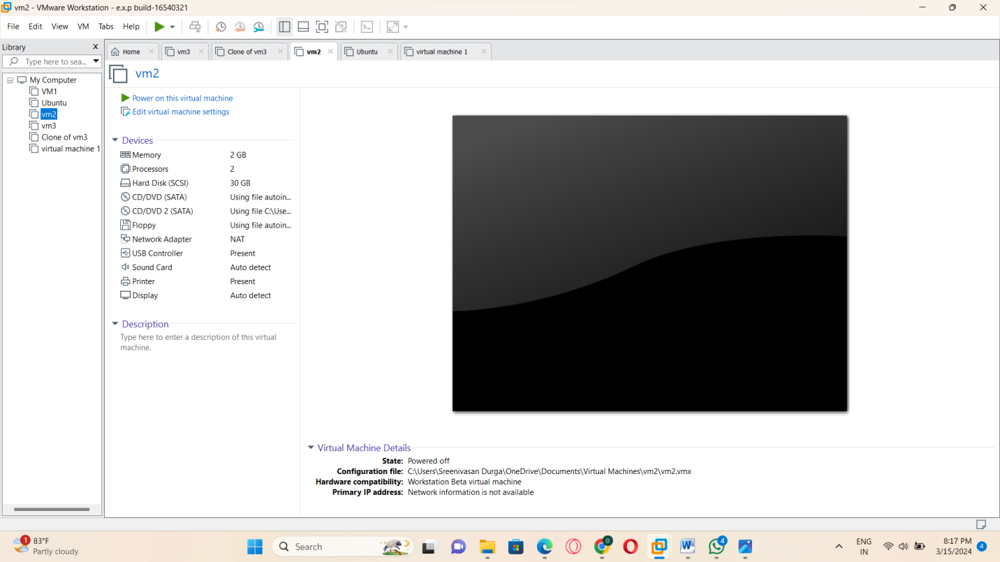 vm2 - VMware Workstation - e.x.p build-16540321
File Edit View VM Tabs Help
Library
Type here to sea...
My Computer
VM1
Ubuntu
vm2
vm3
Clone of vm3
virtual machine 1
Home vm3 Clone of vm3 vm2 Ubuntu virtual machine 1
vm2
Power on this virtual machine
Edit virtual machine settings
Devices
Memory 2 GB
Processors 2
Hard Disk (SCSI) 30 GB
CD/DVD (SATA) Using file autoin...
CD/DVD 2 (SATA) Using file C:\Use...
Floppy Using file autoin...
Network Adapter NAT
USB Controller Present
Sound Card Auto detect
Printer Present
Display Auto detect
Description
Type here to enter a description of this virtual
machine.
Virtual Machine Details
State: Powered off
Configuration file: C:\Users\Sreenivasan Durga\OneDrive\Documents\Virtual Machines\vm2\vm2.vmx
Hardware compatibility: Workstation Beta virtual machine
Primary IP address: Network information is not available
1 83°F
Partly cloudy
Search
D
W
4
ENG
IN
8:17 PM
3/15/2024
4